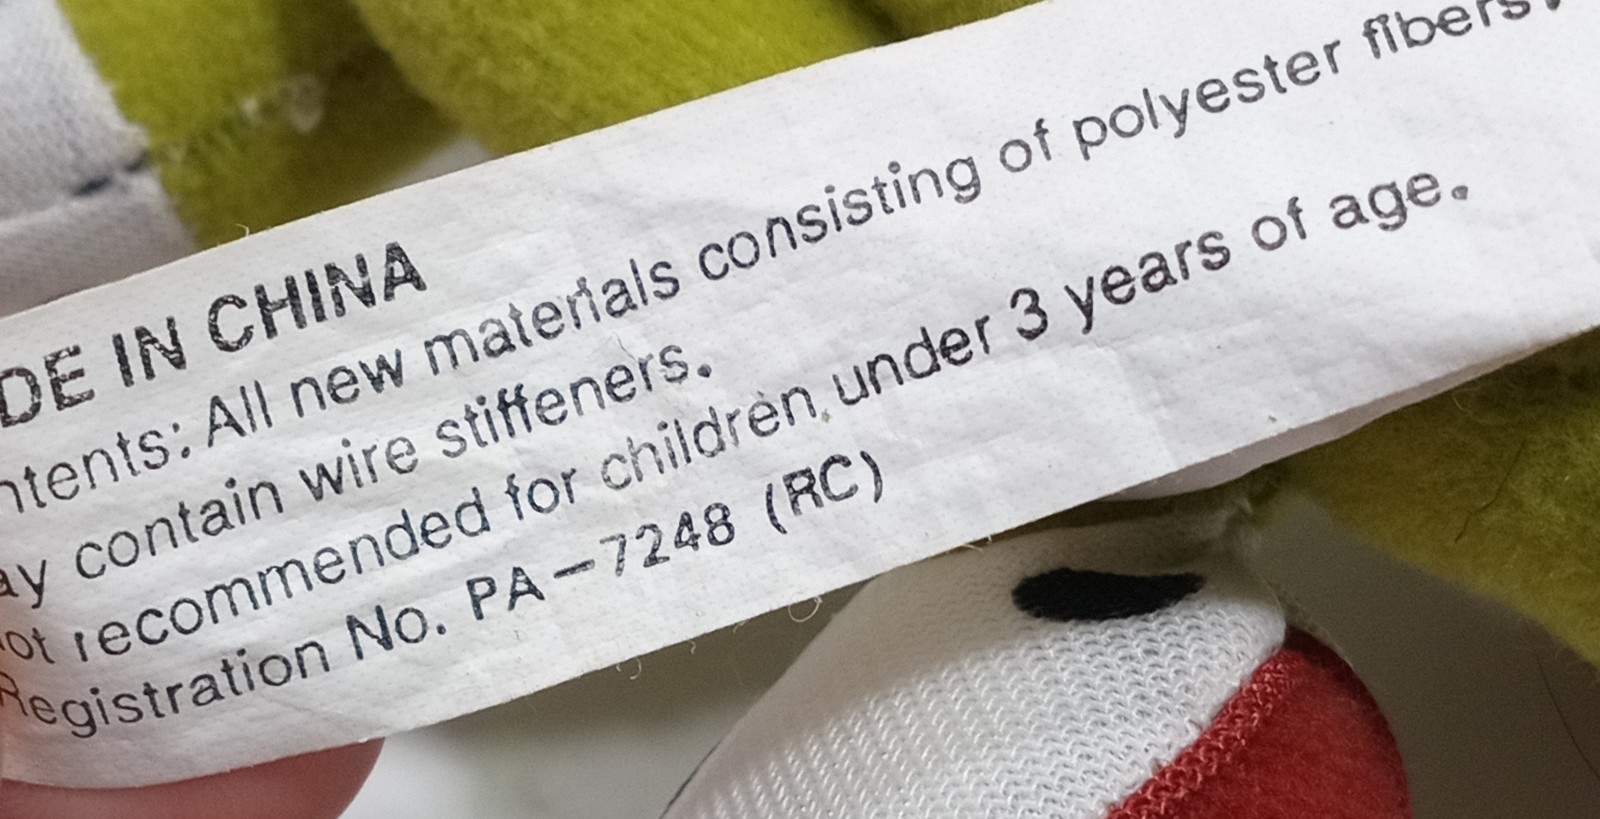 DE IN CHINA
ntents: All new materials consisting of polyester fibers.
ay contain wire stiffeners.
ot recommended for children under 3 years of age.
Registration No. PA-7248 (RC)